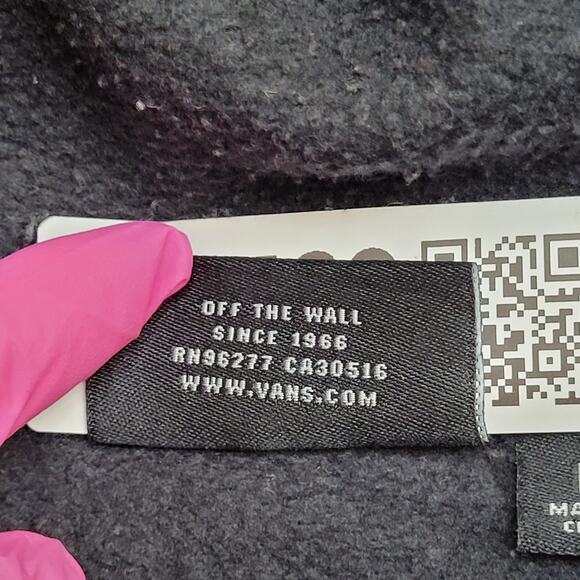 OFF THE WALL
SINCE 1966
RN96277 CA30516
WWW.VANS.COM